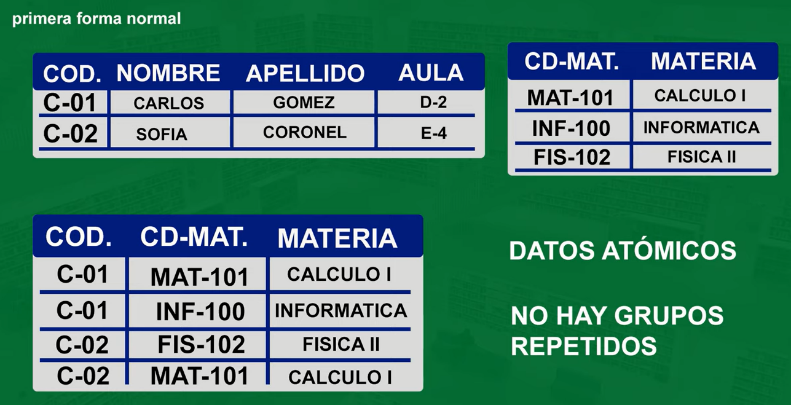 primera forma normal
COD. NOMBRE APELLIDO AULA
C-01 CARLOS GOMEZ D-2
C-02 SOFIA CORONEL E-4
CD-MAT. MATERIA
MAT-101 CALCULO I
INF-100 INFORMATICA
FIS-102 FISICA II
COD. CD-MAT. MATERIA
C-01 MAT-101 CALCULO I
C-01 INF-100 INFORMATICA
C-02 FIS-102 FISICA II
C-02 MAT-101 CALCULO I
DATOS ATÓMICOS
NO HAY GRUPOS
REPETIDOS